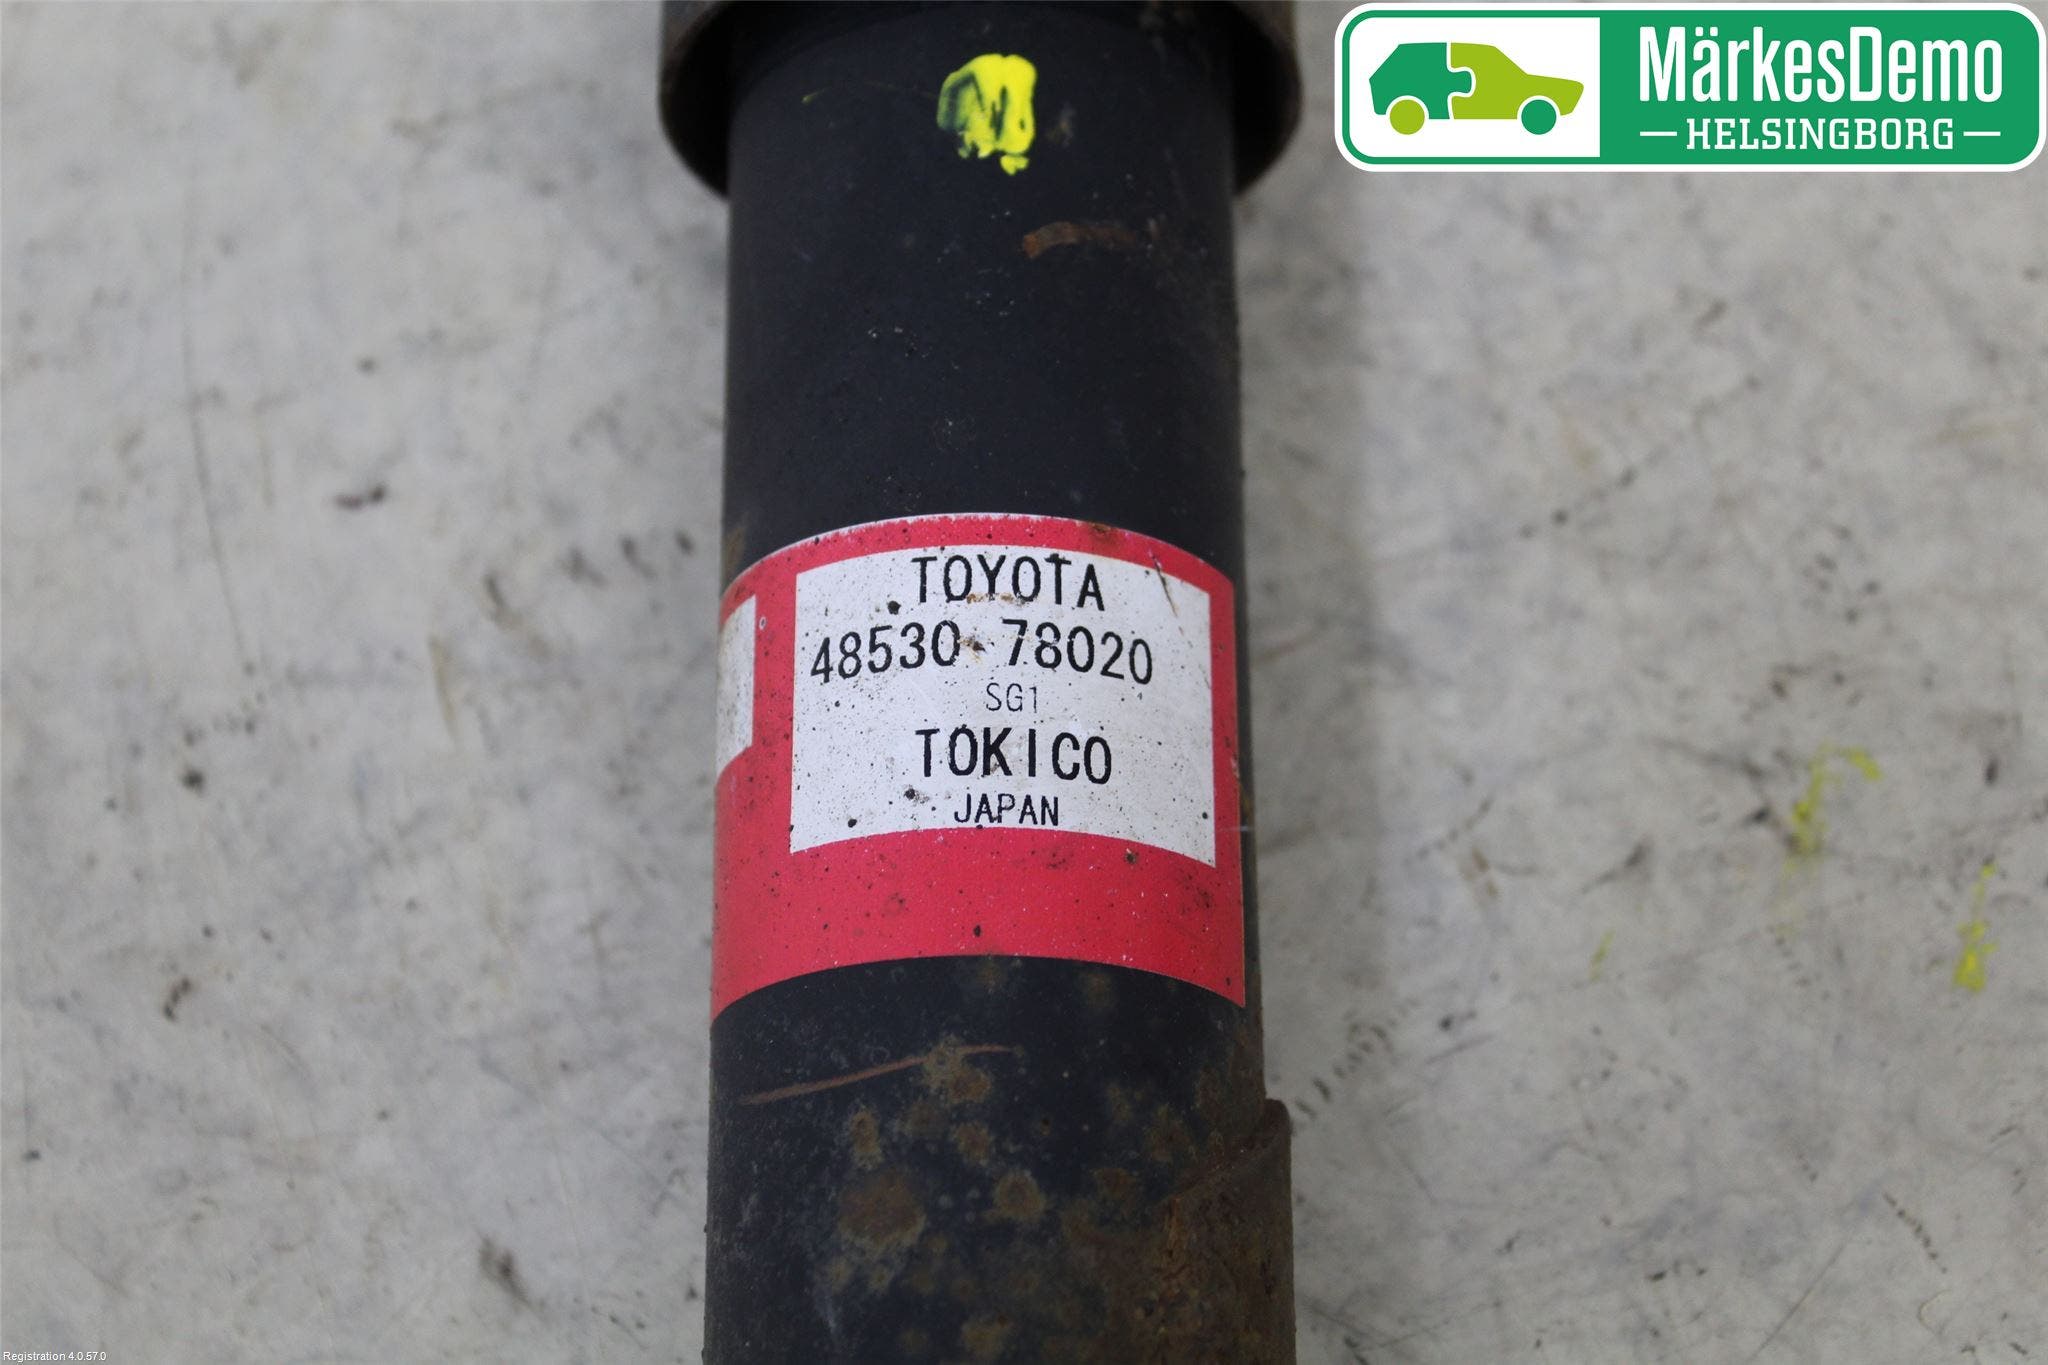 MärkesDemo
HELSINGBORG
TOYOTA
48530-78020
SG1
TOKICO
JAPAN
Registration 4.0.57.0